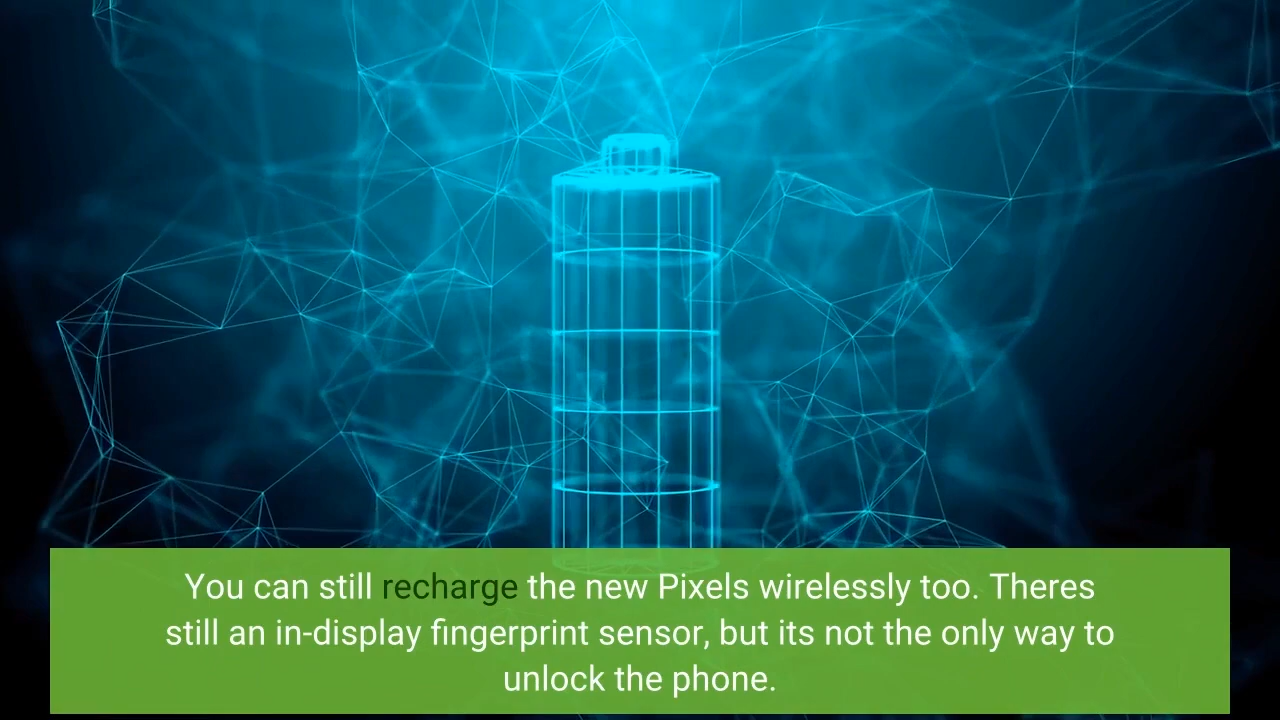 You can still recharge the new Pixels wirelessly too. Theres
still an in-display fingerprint sensor, but its not the only way to
unlock the phone.